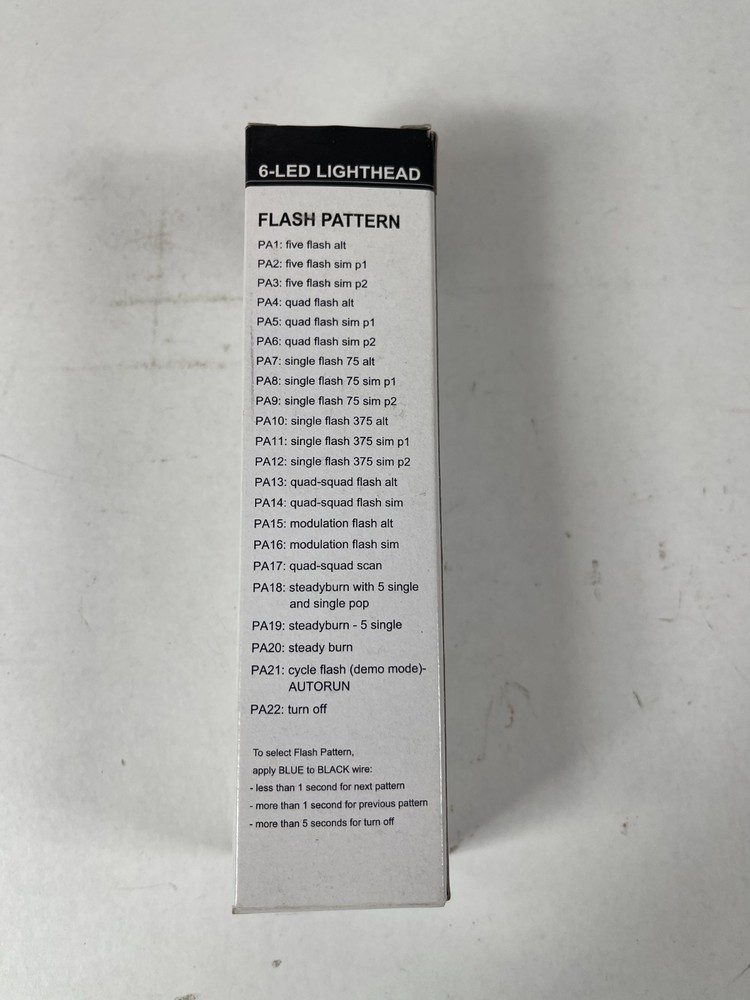 6-LED LIGHTHEAD
FLASH PATTERN
PA1: five flash alt
PA2: five flash sim p1
PA3: five flash sim p2
PA4: quad flash alt
PA5: quad flash sim p1
PA6: quad flash sim p2
PA7: single flash 75 alt
PA8: single flash 75 sim p1
PA9: single flash 75 sim p2
PA10: single flash 375 alt
PA11: single flash 375 sim p1
PA12: single flash 375 sim p2
PA13: quad-squad flash alt
PA14: quad-squad flash sim
PA15: modulation flash alt
PA16: modulation flash sim
PA17: quad-squad scan
PA18: steadyburn with 5 single
and single pop
PA19: steadyburn - 5 single
PA20: steady burn
PA21: cycle flash (demo mode)-
AUTORUN
PA22: turn off
To select Flash Pattern,
apply BLUE to BLACK wire:
- less than 1 second for next pattern
- more than 1 second for previous pattern
- more than 5 seconds for turn off